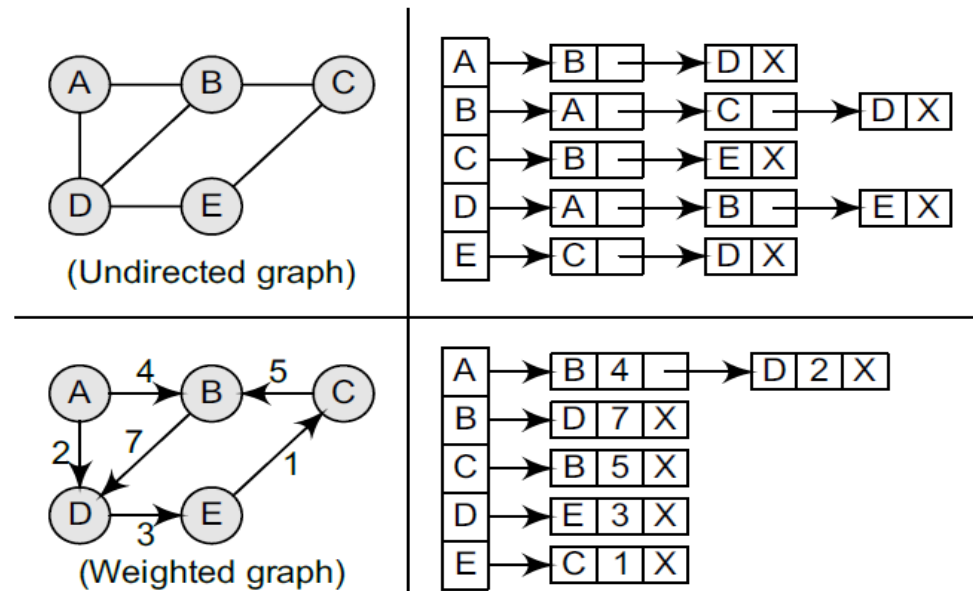 A B C
D E
(Undirected graph)
A B D X
B A C D X
C B E X
D A B E X
E C D X
4 5
A B C
2 7 1
D E
3
(Weighted graph)
A B 4 D 2 X
B D 7 X
C B 5 X
D E 3 X
E C 1 X